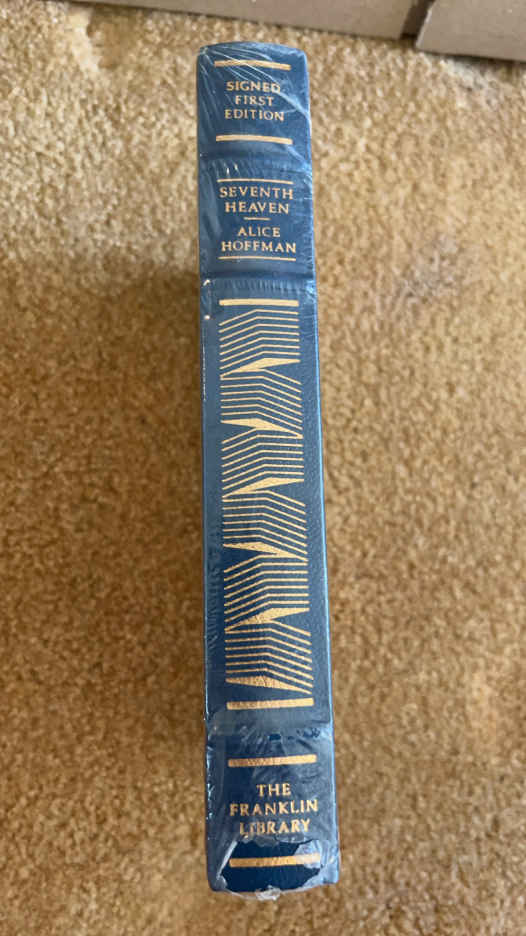 SIGNED
FIRST
EDITION
SEVENTH
HEAVEN
ALICE
HOFFMAN
THE
FRANKLIN
LIBRARY